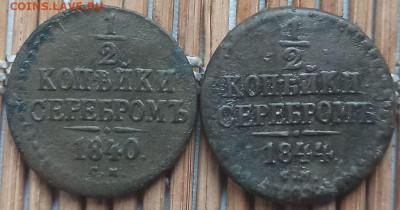 COINS.LAVE.RU
1/2
КОПѢЙКИ
СЕРЕБРОМЪ
1840.
1/2
КОПѢЙКИ
СЕРЕБРОМЪ
1844.